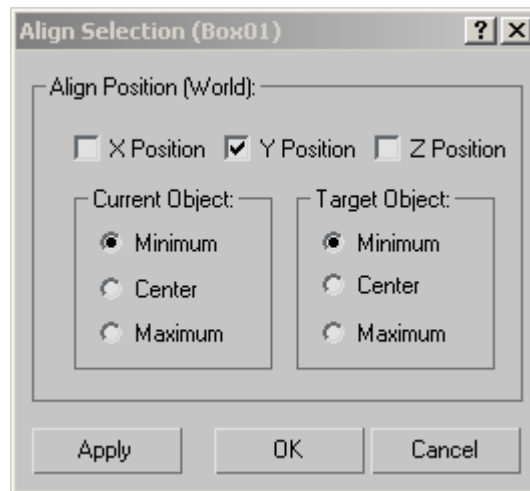 Align Selection (Box01)
Align Position (World):
X Position Y Position Z Position
Current Object: Target Object:
Minimum Minimum
Center Center
Maximum Maximum
Apply OK Cancel